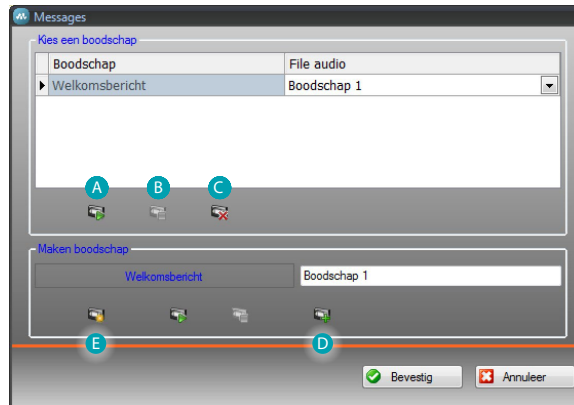 Messages
Kies een boodschap
Boodschap File audio
Welkomsbericht Boodschap 1
A B C
Maken boodschap
Welkomsbericht Boodschap 1
E D
Bevestig Annuleer